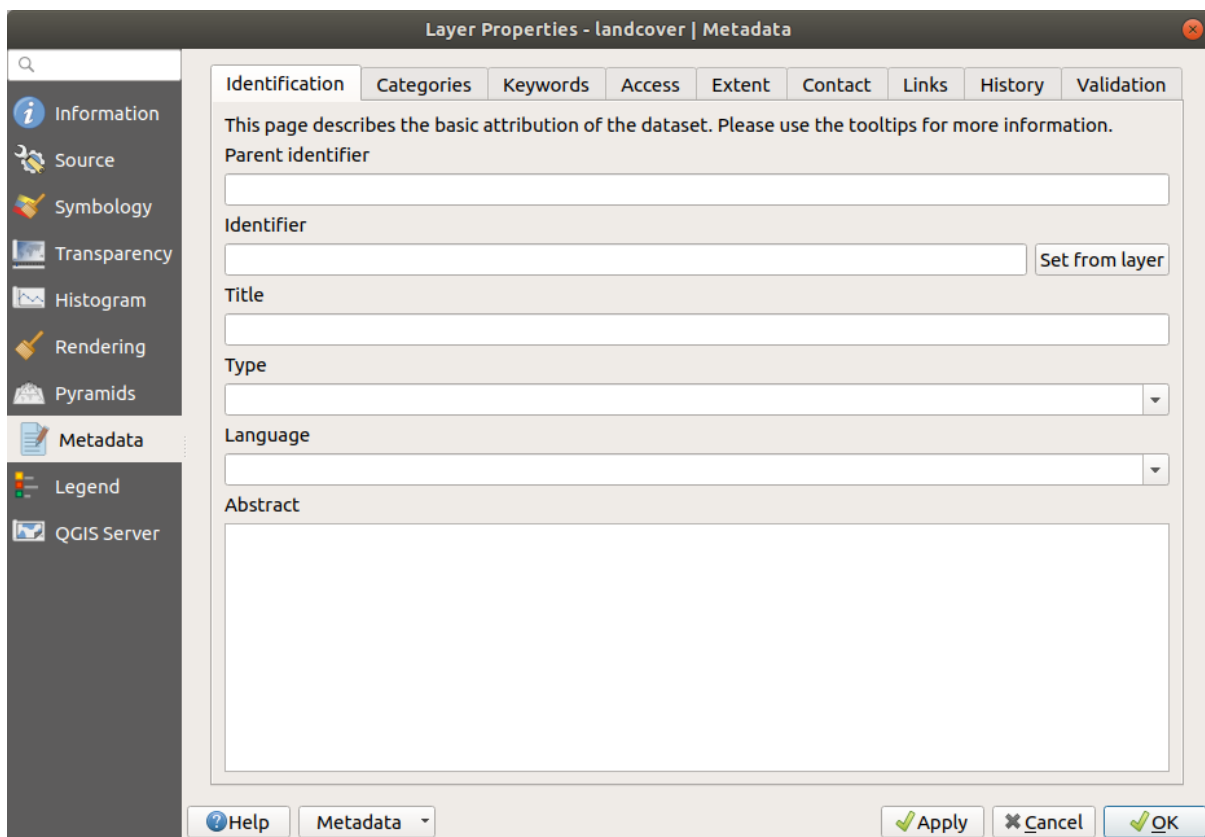 Layer Properties - landcover | Metadata
Information
Source
Symbology
Transparency
Histogram
Rendering
Pyramids
Metadata
Legend
QGIS Server
Identification Categories Keywords Access Extent Contact Links History Validation
This page describes the basic attribution of the dataset. Please use the tooltips for more information.
Parent identifier
Identifier
Set from layer
Title
Type
Language
Abstract
Help Metadata Apply Cancel OK